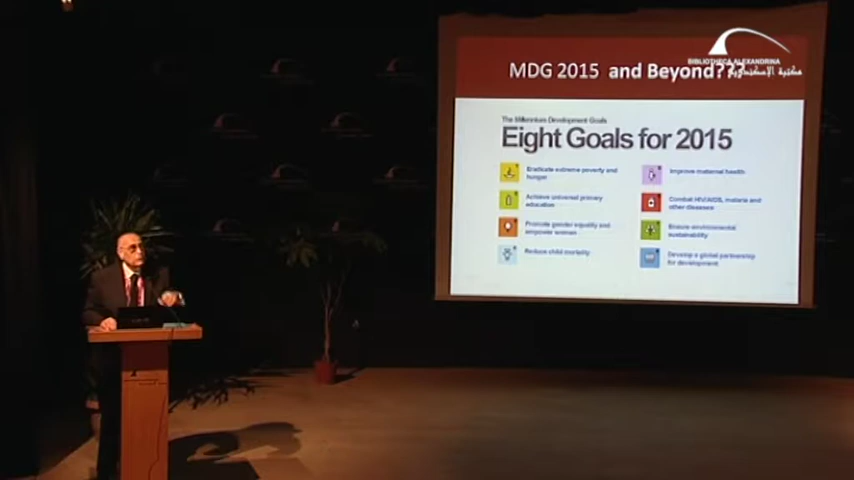 BIBLIOTHECA ALEXANDRINA
مكتبة الإسكندرية
MDG 2015 and Beyond???
The Millennium Development Goals
Eight Goals for 2015
Eradicate extreme poverty and
hunger
Achieve universal primary
education
Promote gender equality and
empower women
Reduce child mortality
Improve maternal health
Combat HIV/AIDS, malaria and
other diseases
Ensure environmental
sustainability
Develop a global partnership
for development